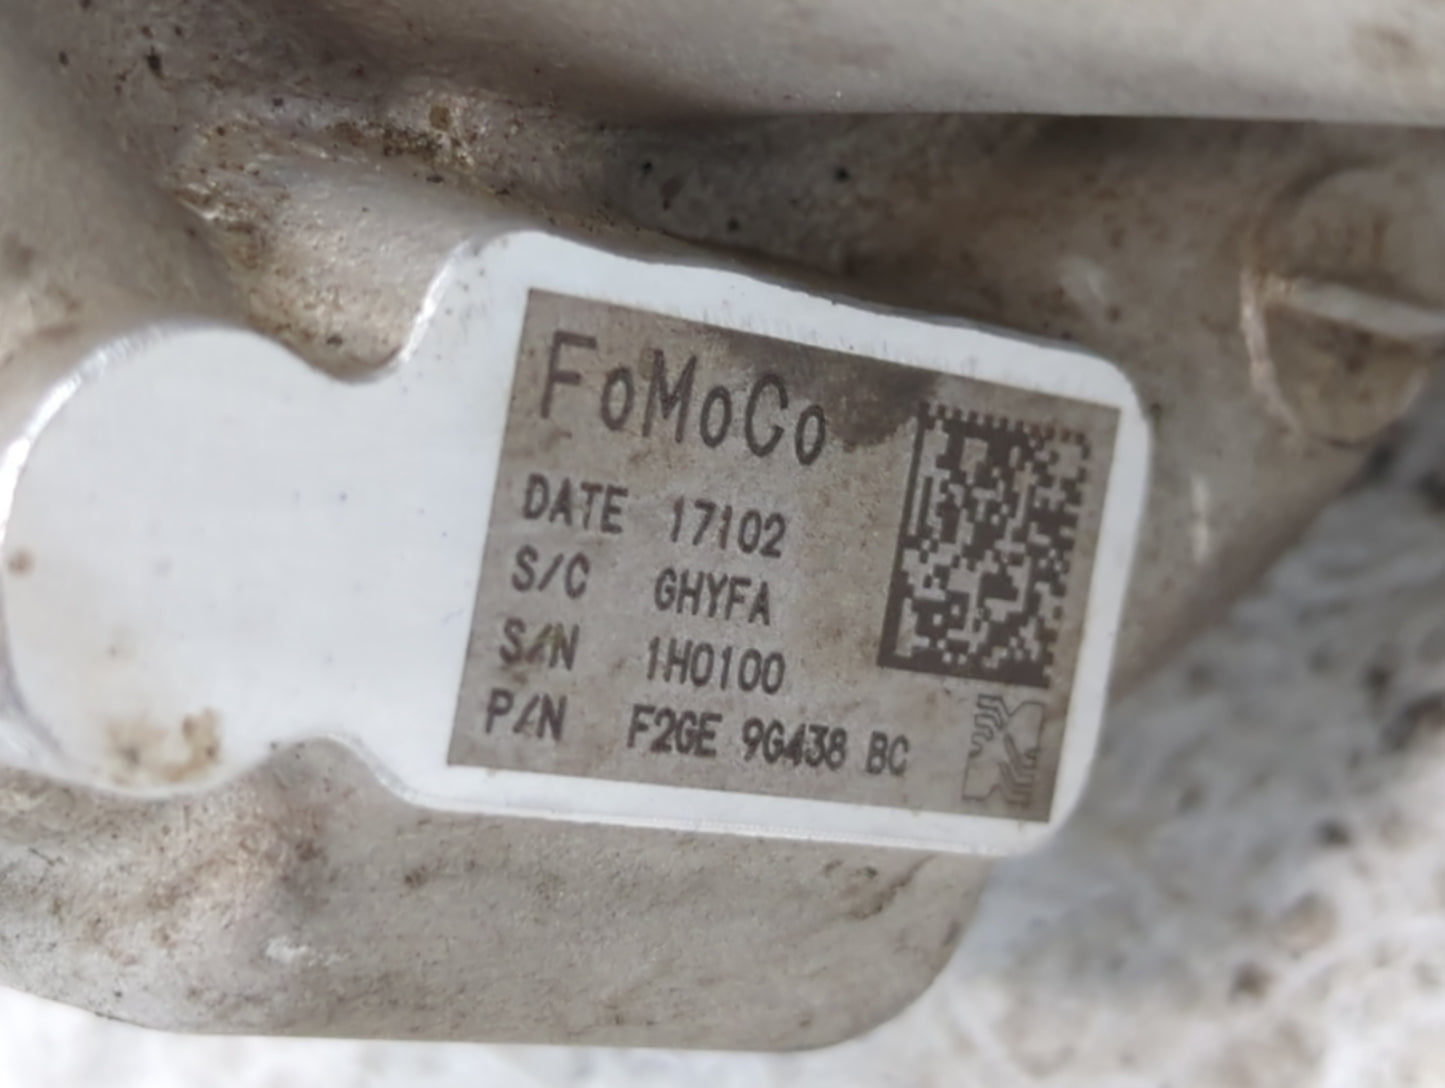 FoMoCo
DATE 17102
S/C GHYFA
S/N 1H0100
P/N F2GE 9G438 BC